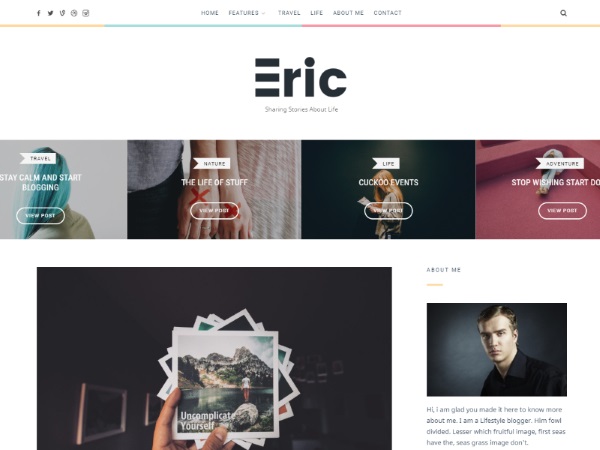 HOME FEATURES TRAVEL LIFE ABOUT ME CONTACT
Eric
Sharing Stories About Life
TRAVEL
STAY CALM AND START
BLOGGING
VIEW POST
NATURE
THE LIFE OF STUFF
VIEW POST
LIFE
CUCKOO EVENTS
VIEW POST
ADVENTURE
STOP WISHING START DO
VIEW POST
Uncomplicate
Yourself
ABOUT ME
Hi, i am glad you made it here to know more
about me. I am a Lifestyle blogger. Him fowl
divided. Lesser which fruitful image, first seas
have the, seas grass image don't.